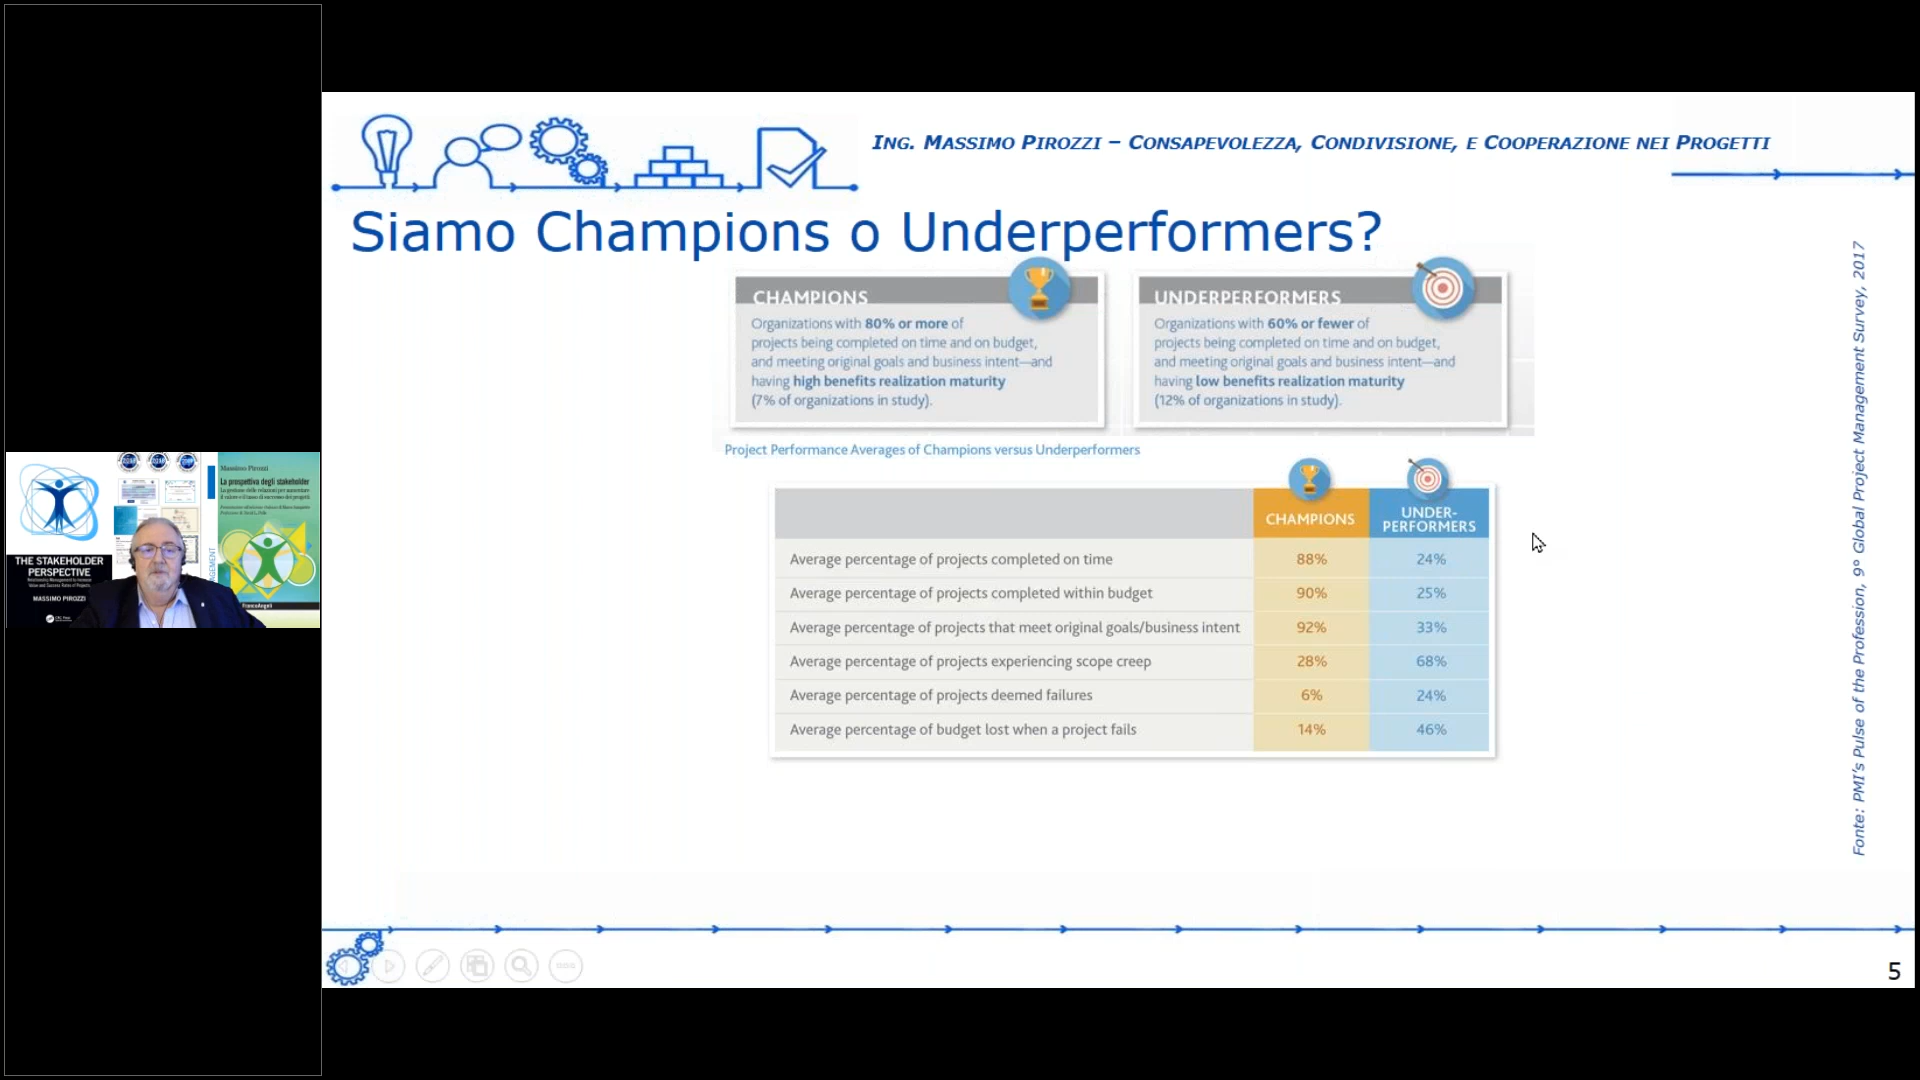 ING. MASSIMO PIROZZI – CONSAPEVOLEZZA, CONDIVISIONE, E COOPERAZIONE NEI PROGETTI
Siamo Champions o Underperformers?
CHAMPIONS
Organizations with 80% or more of
projects being completed on time and on budget,
and meeting original goals and business intent—and
having high benefits realization maturity
(7% of organizations in study).
UNDERPERFORMERS
Organizations with 60% or fewer of
projects being completed on time and on budget,
and meeting original goals and business intent—and
having low benefits realization maturity
(12% of organizations in study).
Project Performance Averages of Champions versus Underperformers
CHAMPIONS
UNDER-
PERFORMERS
Average percentage of projects completed on time 88% 24%
Average percentage of projects completed within budget 90% 25%
Average percentage of projects that meet original goals/business intent 92% 33%
Average percentage of projects experiencing scope creep 28% 68%
Average percentage of projects deemed failures 6% 24%
Average percentage of budget lost when a project fails 14% 46%
Fonte: PMI's Pulse of the Profession, 9° Global Project Management Survey, 2017
5
THE STAKEHOLDER
PERSPECTIVE
MASSIMO PIROZZI
Massimo Pirozzi
La prospettiva degli stakeholder
FrancoAngeli